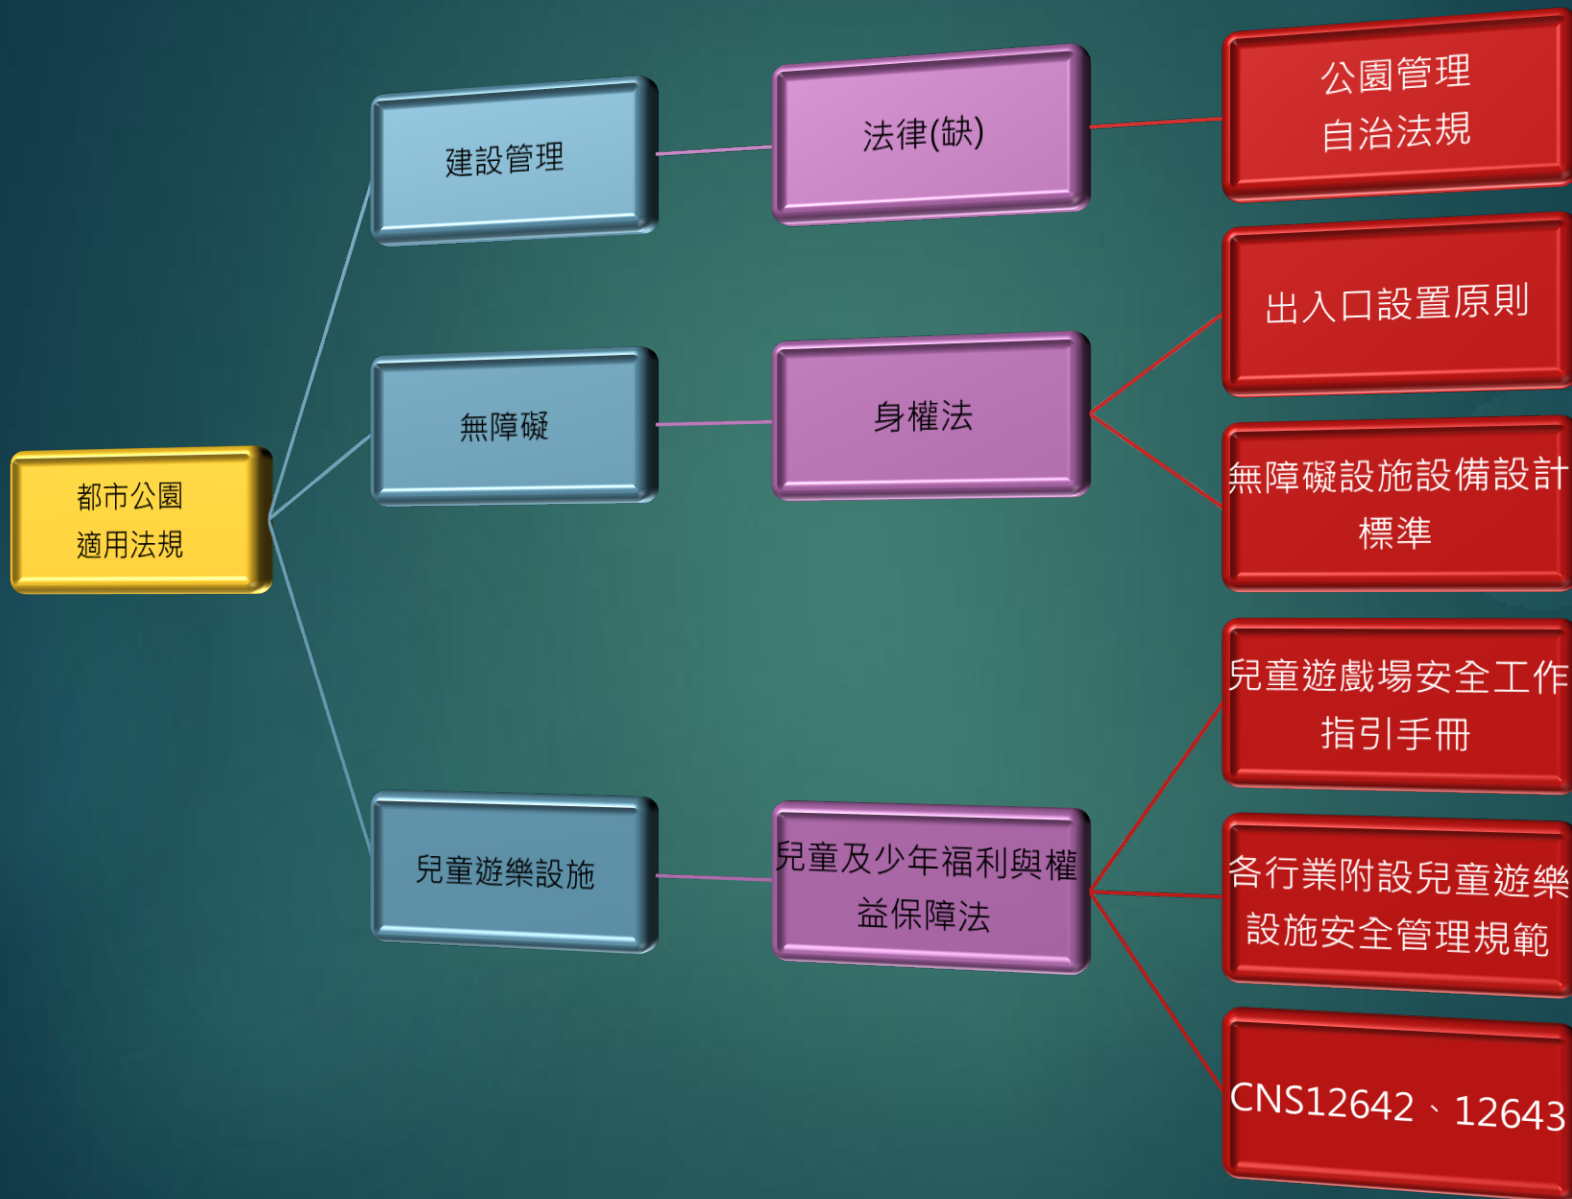 都市公園
適用法規
建設管理
法律(缺)
公園管理
自治法規
無障礙
身權法
出入口設置原則
無障礙設施設備設計
標準
兒童遊樂設施
兒童及少年福利與權
益保障法
兒童遊戲場安全工作
指引手冊
各行業附設兒童遊樂
設施安全管理規範
CNS12642、12643